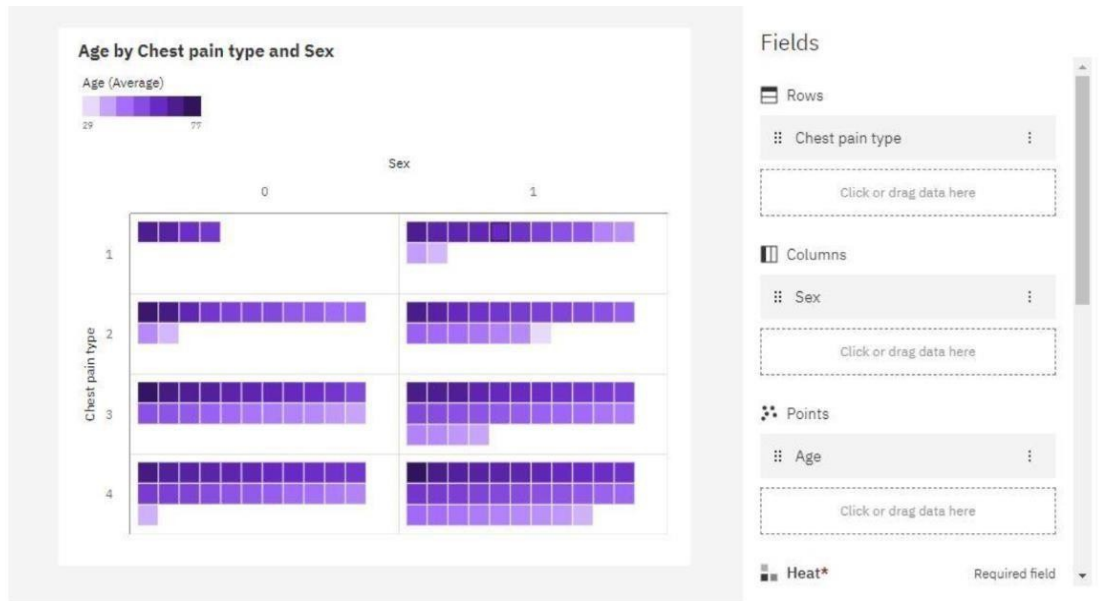 Age by Chest pain type and Sex
Age (Average)
29 77
Sex
0 1
Chest pain type
1
2
3
4
Fields
Rows
Chest pain type
Click or drag data here
Columns
Sex
Click or drag data here
Points
Age
Click or drag data here
Heat* Required field